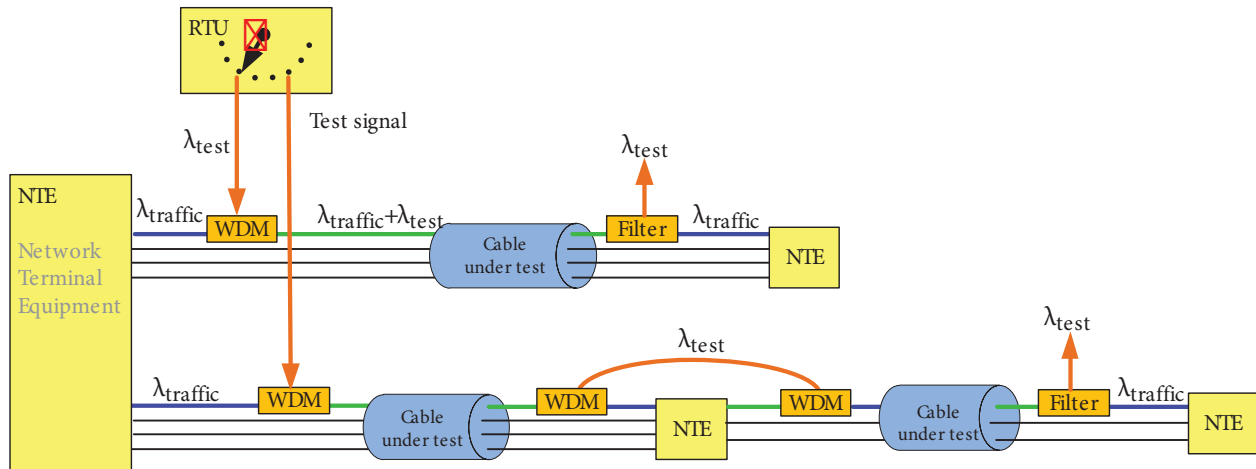 RTU
Test signal
λtest
λtest
NTE
Network
Terminal
Equipment
λtraffic
WDM
λtraffic+λtest
Cable
under test
Filter
λtraffic
NTE
λtest
λtest
λtraffic
WDM
Cable
under test
WDM
NTE
WDM
Cable
under test
Filter
λtraffic
NTE